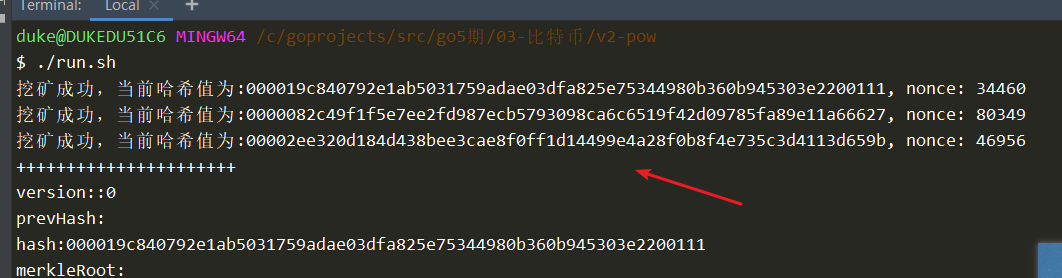 Terminal: Local × +
duke@DUKEDU51C6 MINGW64 /c/goprojects/src/go5期/03-比特币/v2-pow
$ ./run.sh
挖矿成功，当前哈希值为:000019c840792e1ab5031759adae03dfa825e75344980b360b945303e2200111, nonce: 34460
挖矿成功，当前哈希值为:0000082c49f1f5e7ee2fd987ecb5793098ca6c6519f42d09785fa89e11a66627, nonce: 80349
挖矿成功，当前哈希值为:00002ee320d184d438bee3cae8f0ff1d14499e4a28f0b8f4e735c3d4113d659b, nonce: 46956
++++++++++++++++++++++
version::0
prevHash:
hash:000019c840792e1ab5031759adae03dfa825e75344980b360b945303e2200111
merkleRoot: